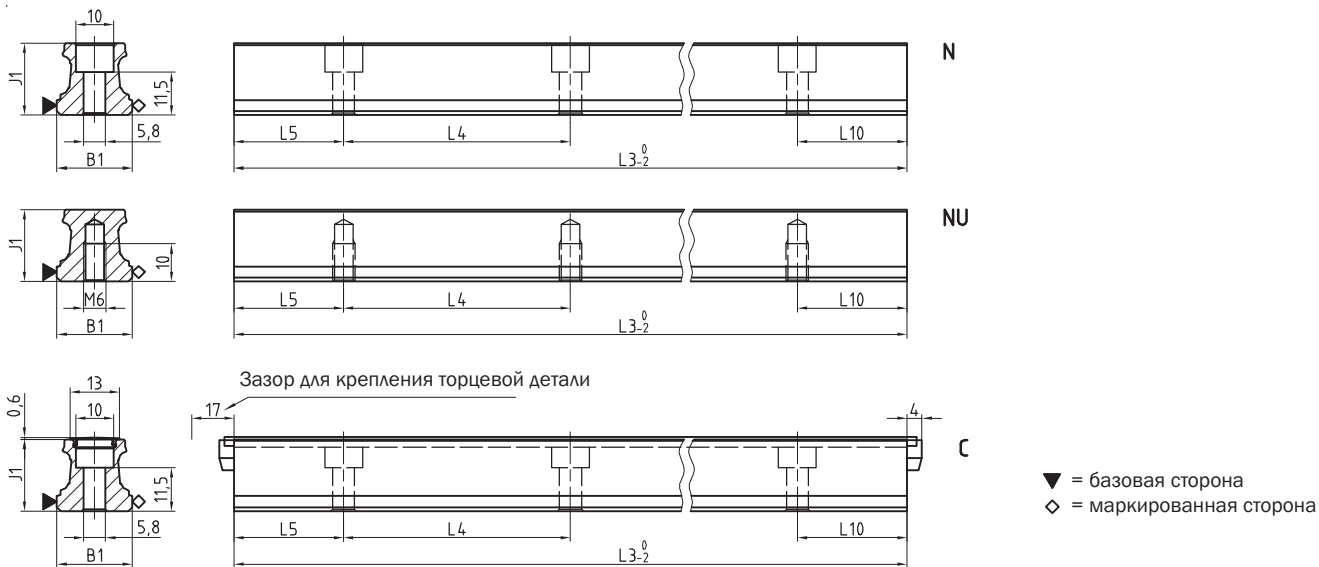 10
N
J1
11,5
5,8
B1
L5
L4
L10
L3-2 0
NU
J1
10
M6
B1
L5
L4
L10
L3-2 0
Зазор для крепления торцевой детали
13
0,6
10
17
4
C
J1
11,5
5,8
B1
L5
L4
L10
L3-2 0
▼ = базовая сторона
◇ = маркированная сторона